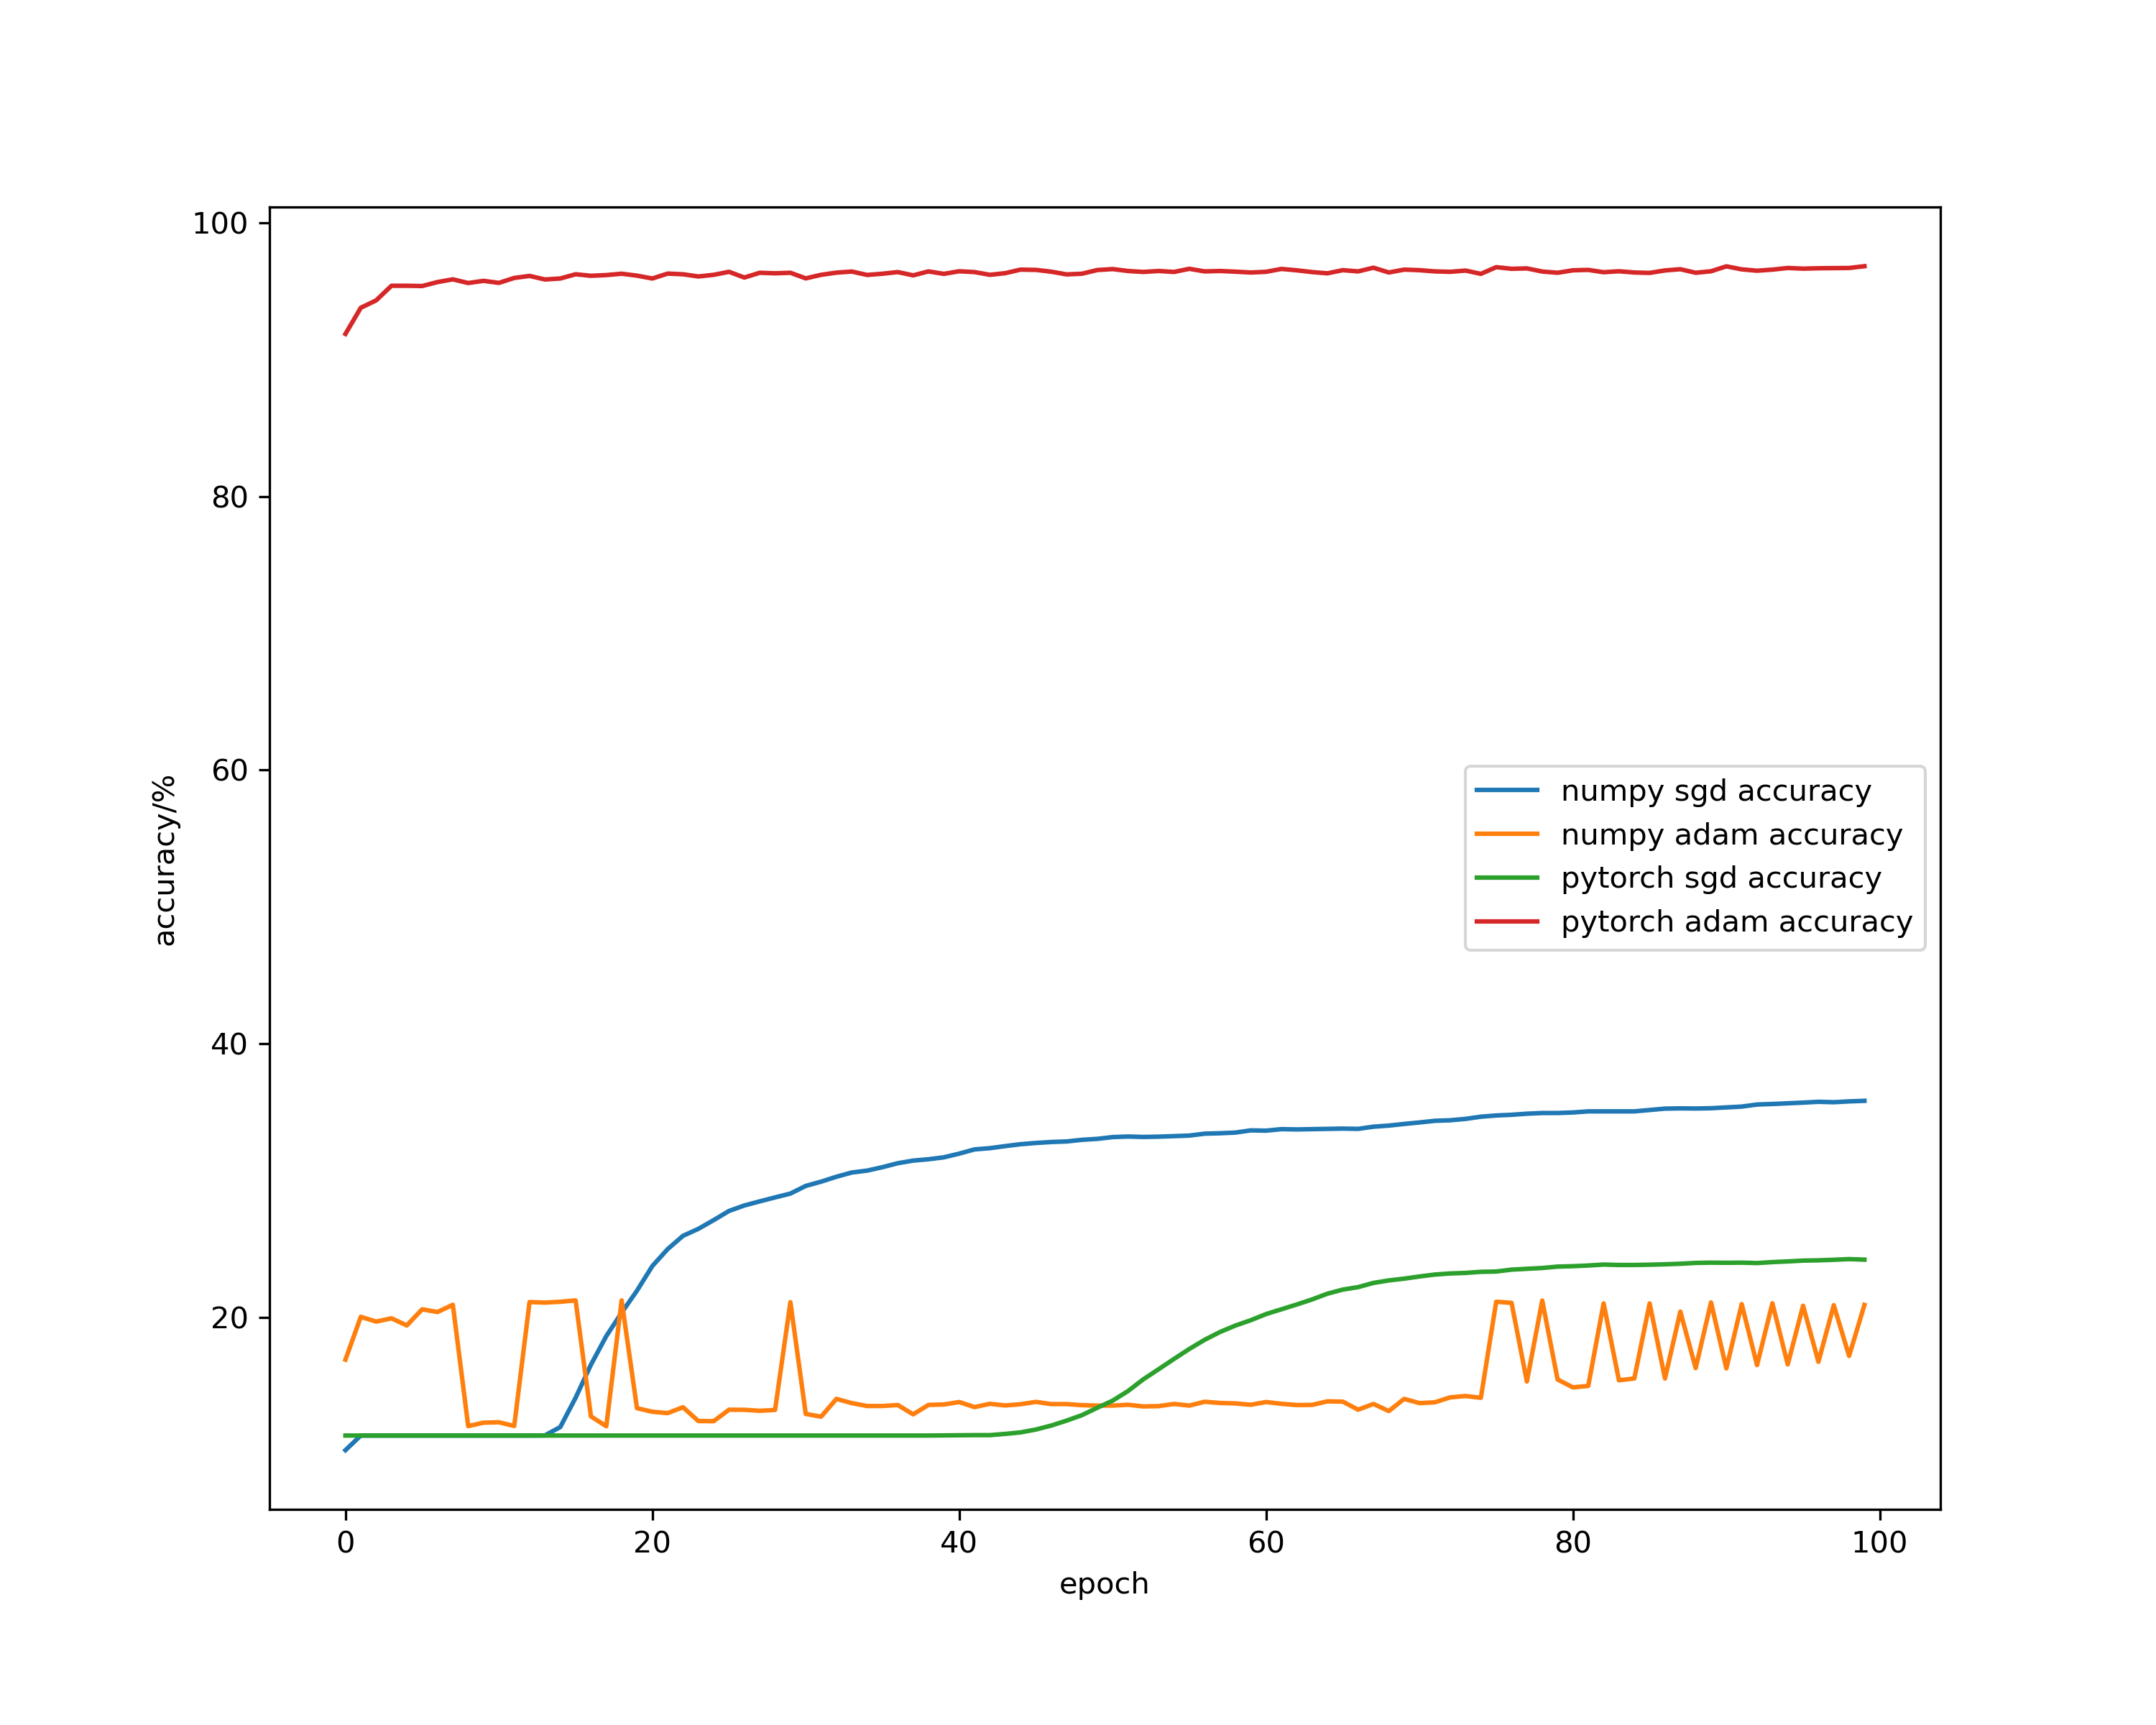 100
80
60
40
20
accuracy/%
numpy sgd accuracy
numpy adam accuracy
pytorch sgd accuracy
pytorch adam accuracy
0 20 40 60 80 100
epoch